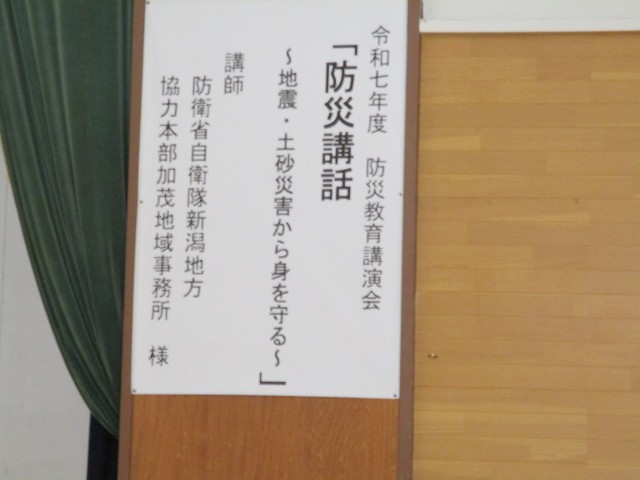 令和七年度　防災教育講演会
「防災講話
～地震・土砂災害から身を守る～」
講師
防衛省自衛隊新潟地方
協力本部加茂地域事務所　様